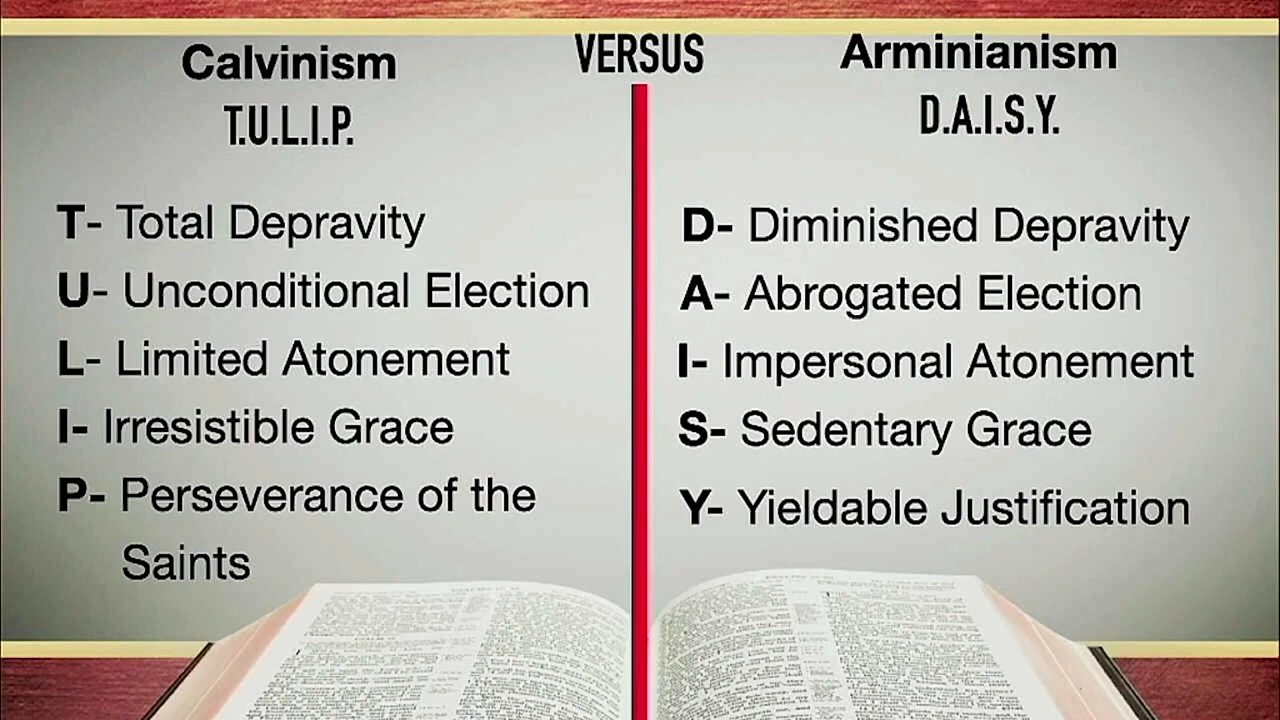 Calvinism
T.U.L.I.P.
T- Total Depravity
U- Unconditional Election
L- Limited Atonement
I- Irresistible Grace
P- Perseverance of the
Saints
VERSUS
Arminianism
D.A.I.S.Y.
D- Diminished Depravity
A- Abrogated Election
I- Impersonal Atonement
S- Sedentary Grace
Y- Yieldable Justification